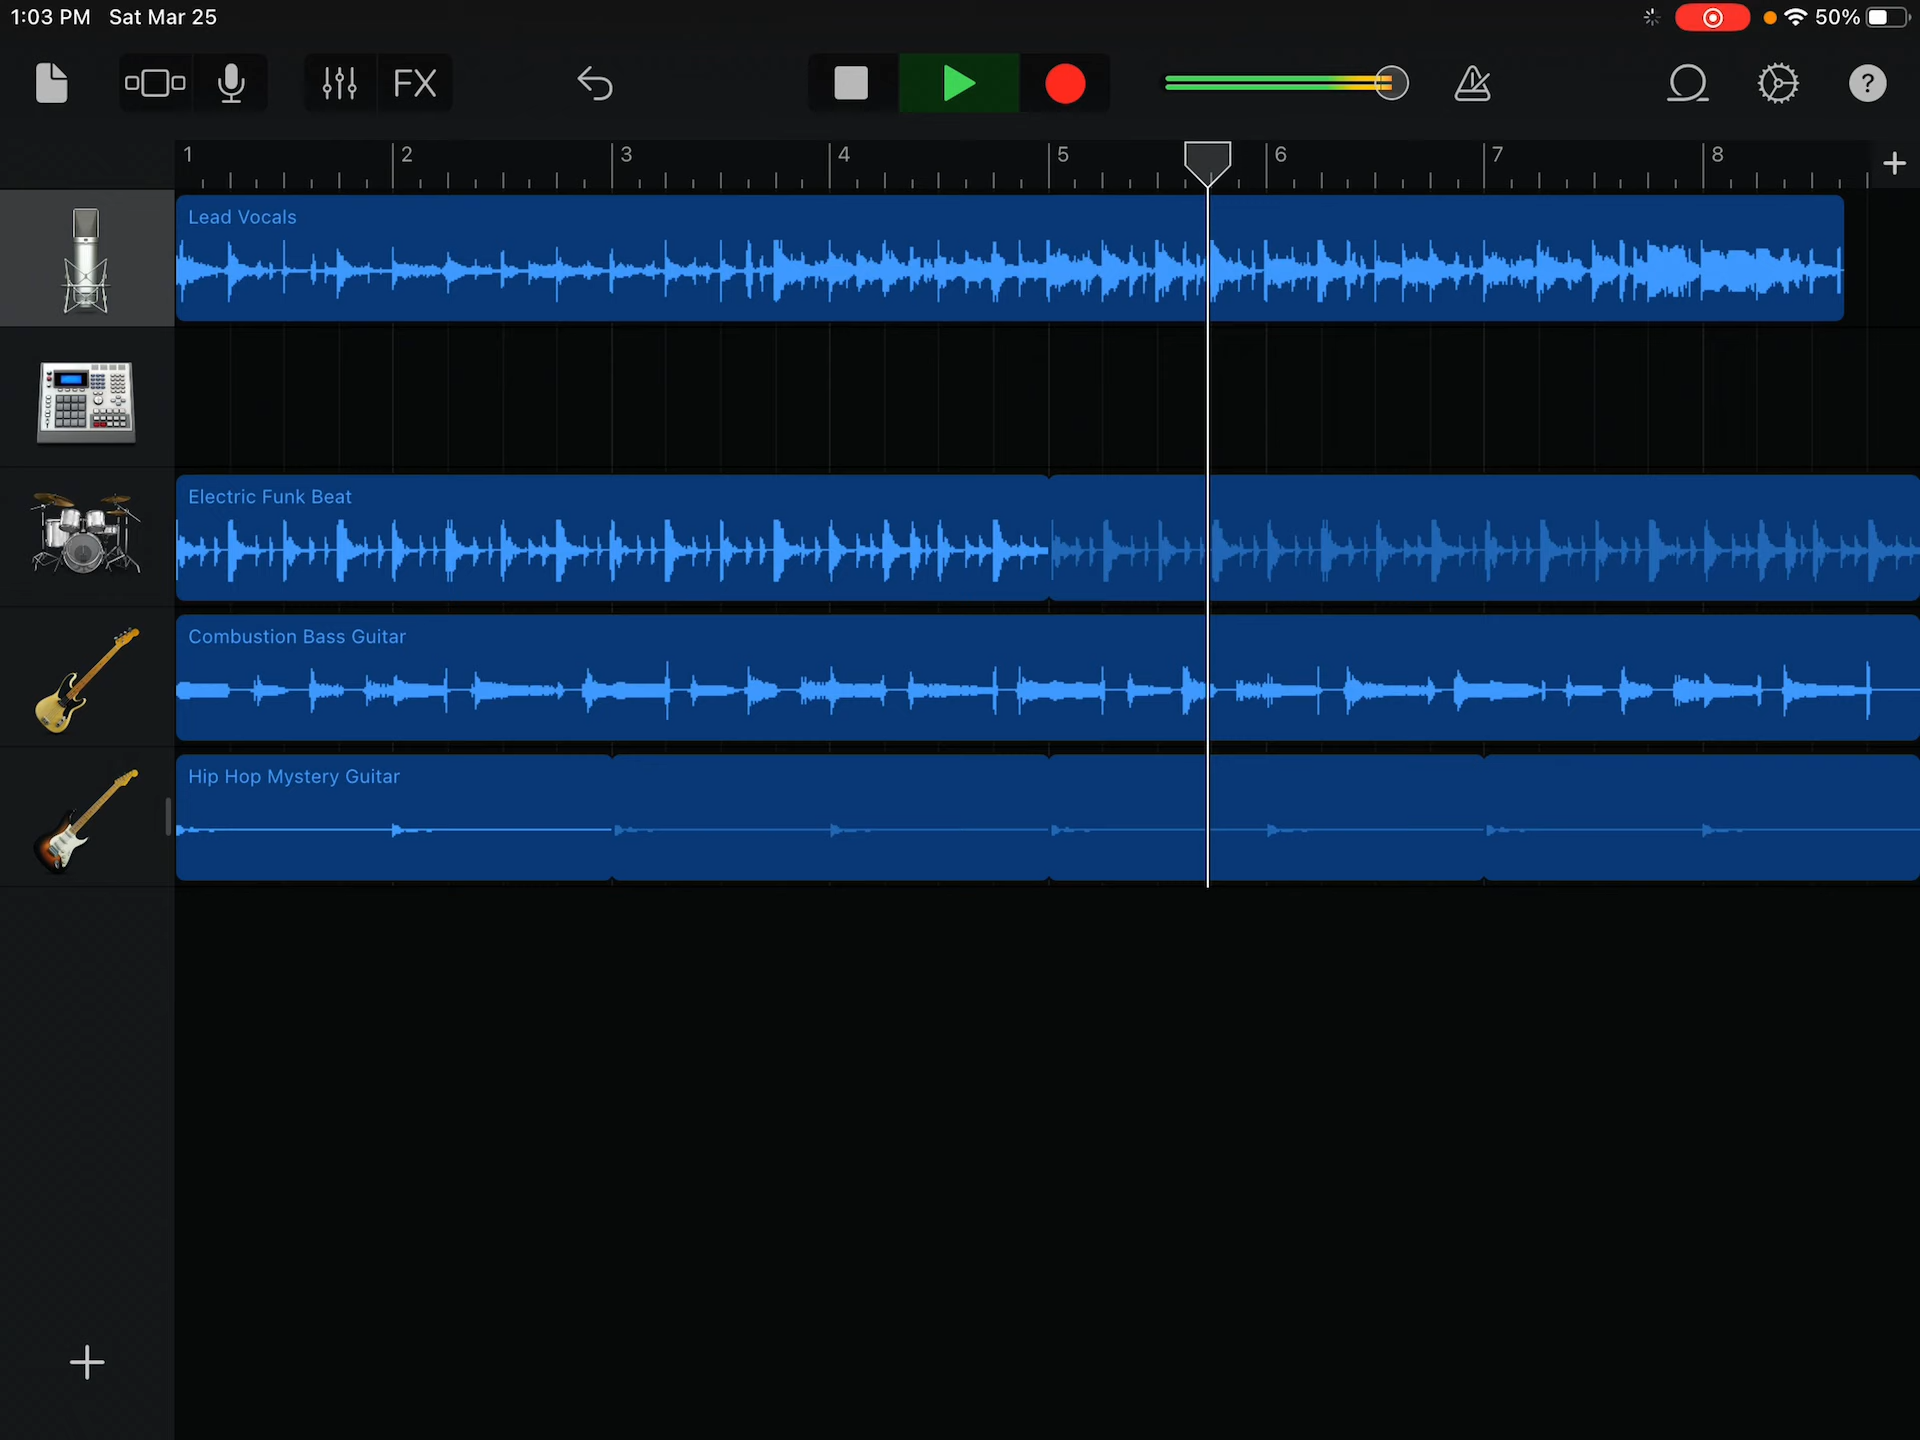 1:03 PM Sat Mar 25
50%
FX
?
1 2 3 4 5 6 7 8
Lead Vocals
Electric Funk Beat
Combustion Bass Guitar
Hip Hop Mystery Guitar